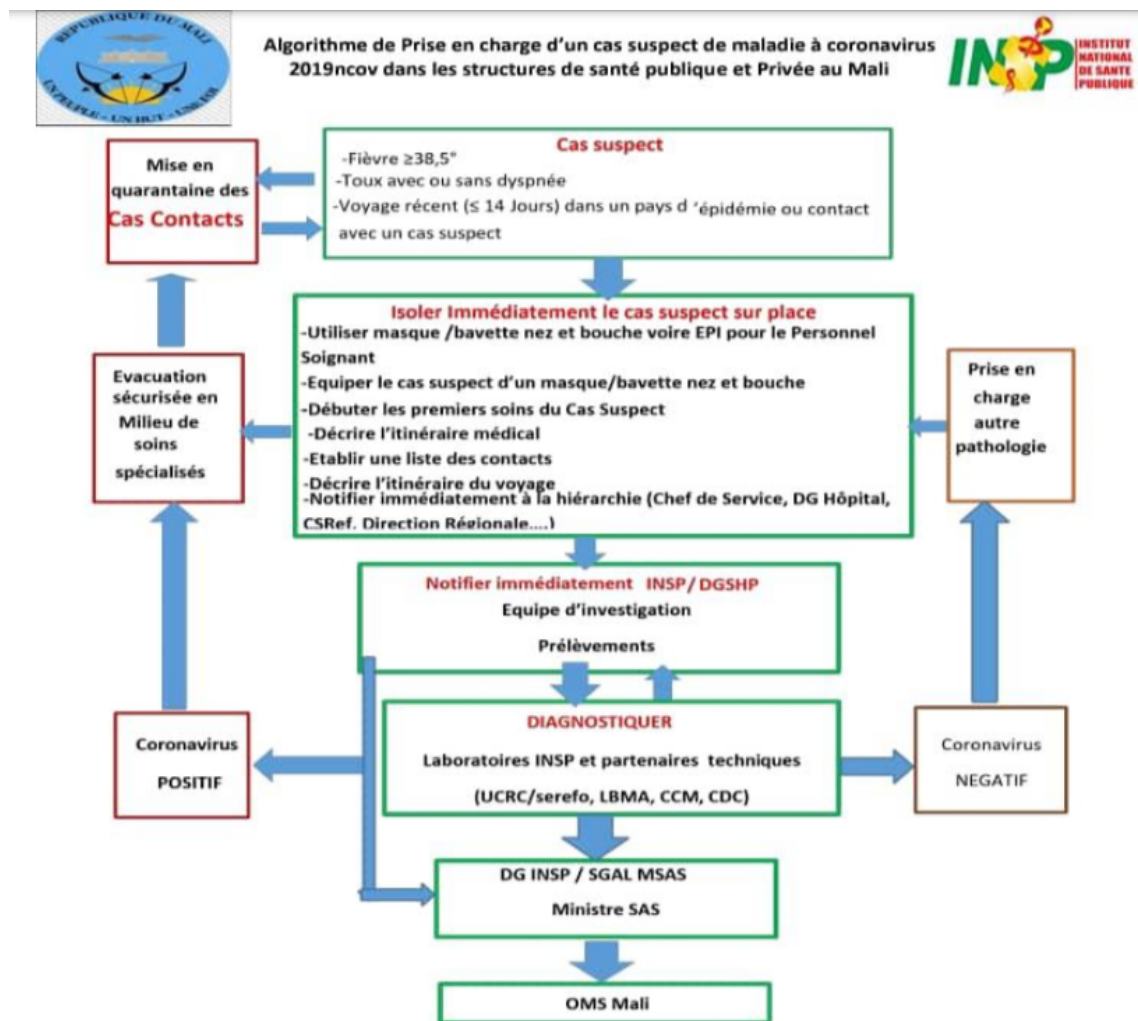 REPUBLIQUE DU MALI
UN PEUPLE - UN BUT - UNE FOI
Algorithme de Prise en charge d'un cas suspect de maladie à coronavirus
2019ncov dans les structures de santé publique et Privée au Mali
INSP
INSTITUT
NATIONAL
DE SANTE
PUBLIQUE
Mise en
quarantaine des
Cas Contacts
Cas suspect
-Fièvre ≥38,5°
-Toux avec ou sans dyspnée
-Voyage récent (≤ 14 Jours) dans un pays d 'épidémie ou contact
avec un cas suspect
Isoler Immédiatement le cas suspect sur place
-Utiliser masque /bavette nez et bouche voire EPI pour le Personnel
Soignant
-Equiper le cas suspect d'un masque/bavette nez et bouche
-Débuter les premiers soins du Cas Suspect
-Décrire l'itinéraire médical
-Etablir une liste des contacts
-Décrire l'itinéraire du voyage
-Notifier immédiatement à la hiérarchie (Chef de Service, DG Hôpital,
CSRef, Direction Régionale....)
Evacuation
sécurisée en
Milieu de
soins
spécialisés
Prise en
charge
autre
pathologie
Notifier immédiatement INSP/DGSHP
Equipe d'investigation
Prélèvements
Coronavirus
POSITIF
DIAGNOSTIQUER
Laboratoires INSP et partenaires techniques
(UCRC/serefo, LBMA, CCM, CDC)
Coronavirus
NEGATIF
DG INSP / SGAL MSAS
Ministre SAS
OMS Mali